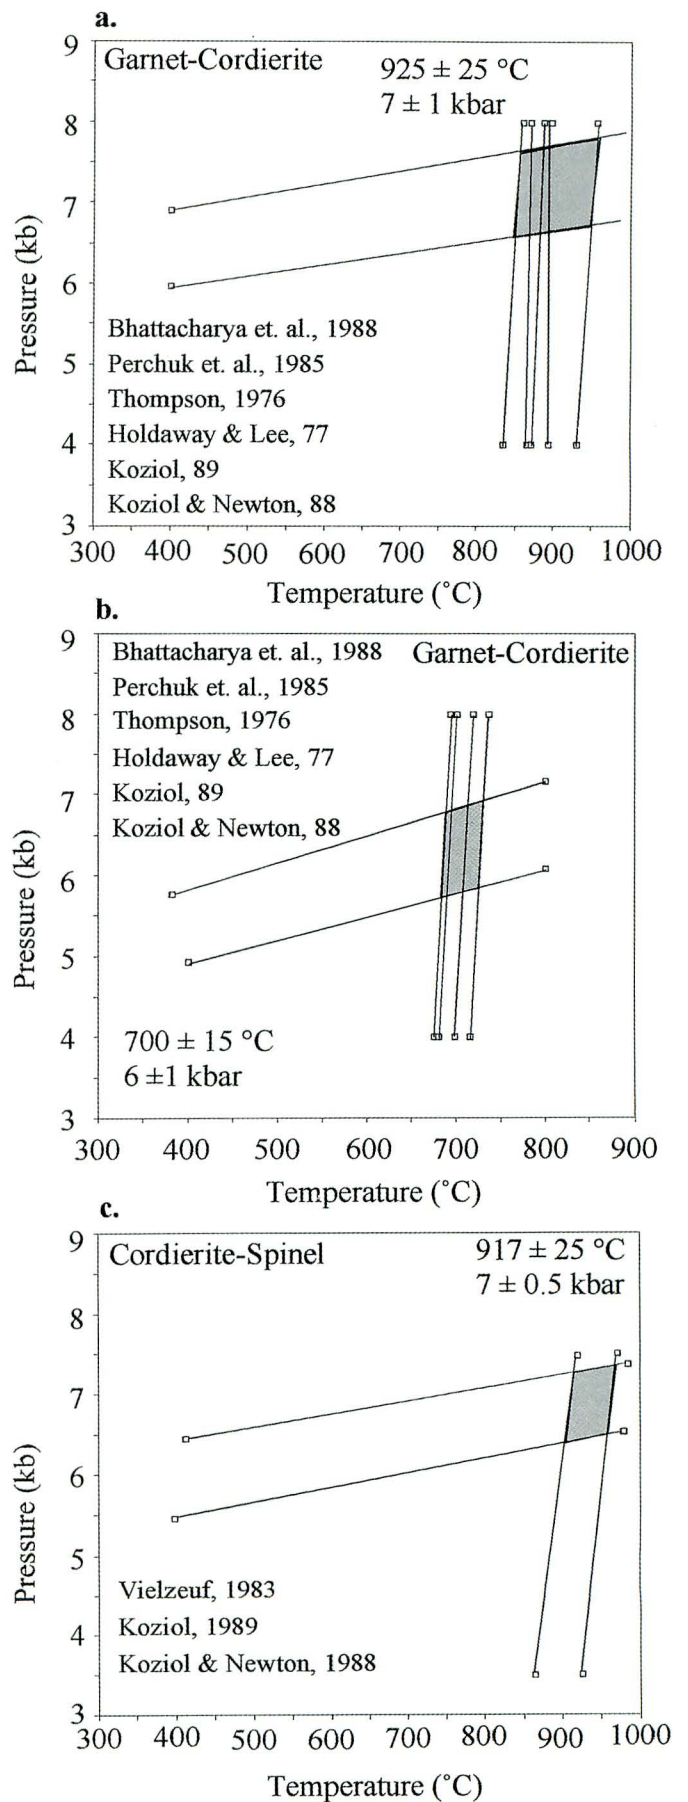 a.
Garnet-Cordierite
925 ± 25 °C
7 ± 1 kbar
9
8
7
6
5
4
3
Pressure (kb)
Bhattacharya et. al., 1988
Perchuk et. al., 1985
Thompson, 1976
Holdaway & Lee, 77
Koziol, 89
Koziol & Newton, 88
300 400 500 600 700 800 900 1000
Temperature (˚C)
b.
Bhattacharya et. al., 1988
Garnet-Cordierite
Perchuk et. al., 1985
Thompson, 1976
Holdaway & Lee, 77
Koziol, 89
Koziol & Newton, 88
9
8
7
6
5
4
3
Pressure (kb)
700 ± 15 °C
6 ±1 kbar
300 400 500 600 700 800 900
Temperature (˚C)
c.
Cordierite-Spinel
917 ± 25 °C
7 ± 0.5 kbar
9
8
7
6
5
4
3
Pressure (kb)
Vielzeuf, 1983
Koziol, 1989
Koziol & Newton, 1988
300 400 500 600 700 800 900 1000
Temperature (˚C)